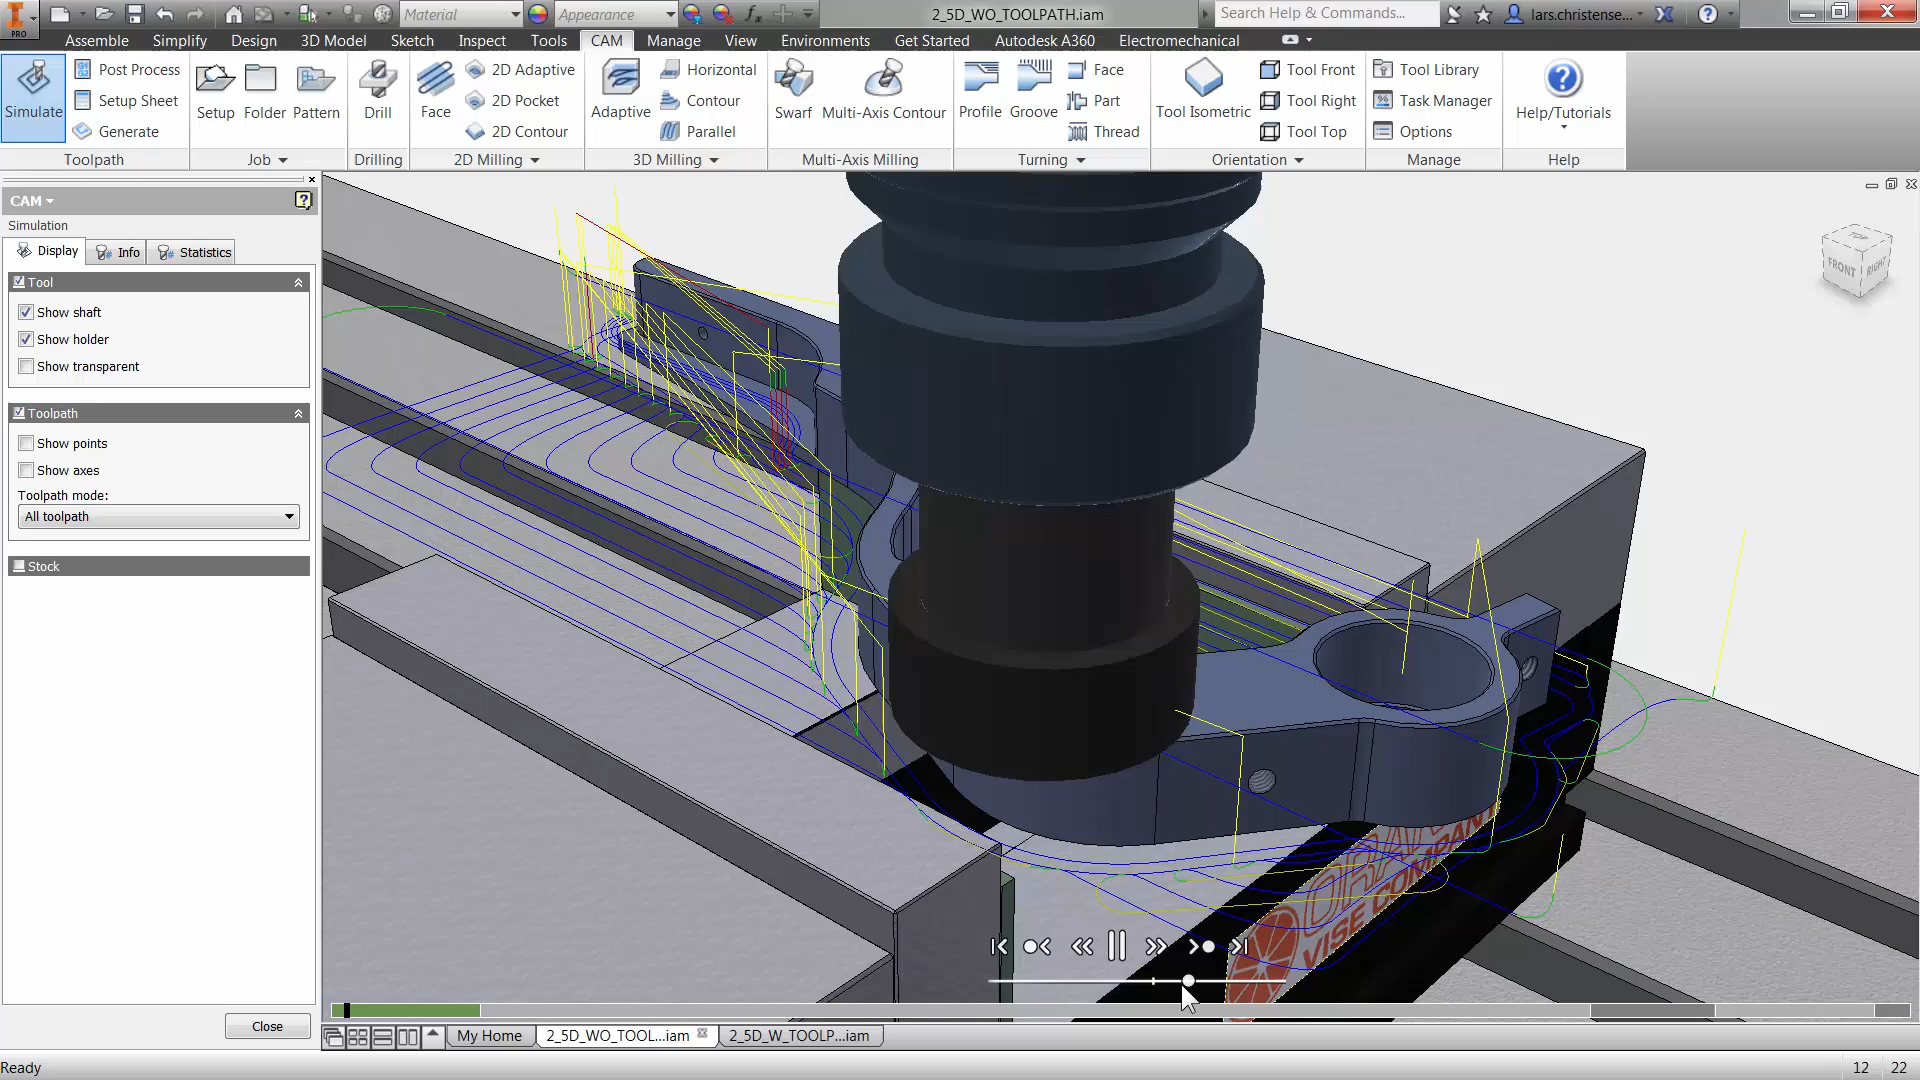 PRO
Material
Appearance
2_5D_WO_TOOLPATH.iam
Search Help & Commands...
lars.christense...
Assemble Simplify Design 3D Model Sketch Inspect Tools CAM Manage View Environments Get Started Autodesk A360 Electromechanical
Simulate
Post Process
Setup Sheet
Generate
Toolpath
Setup Folder Pattern
Job
Drill
Drilling
Face
2D Adaptive
2D Pocket
2D Contour
2D Milling
Adaptive
Horizontal
Contour
Parallel
3D Milling
Swarf Multi-Axis Contour
Multi-Axis Milling
Profile Groove
Face
Part
Thread
Turning
Tool Isometric
Tool Front
Tool Right
Tool Top
Orientation
Tool Library
Task Manager
Options
Manage
Help/Tutorials
Help
CAM
Simulation
Display Info Statistics
Tool
Show shaft
Show holder
Show transparent
Toolpath
Show points
Show axes
Toolpath mode:
All toolpath
Stock
Close
TOP
FRONT RIGHT
VISE COMPAN
My Home 2_5D_WO_TOOL...iam 2_5D_W_TOOLP...iam
Ready
12 22